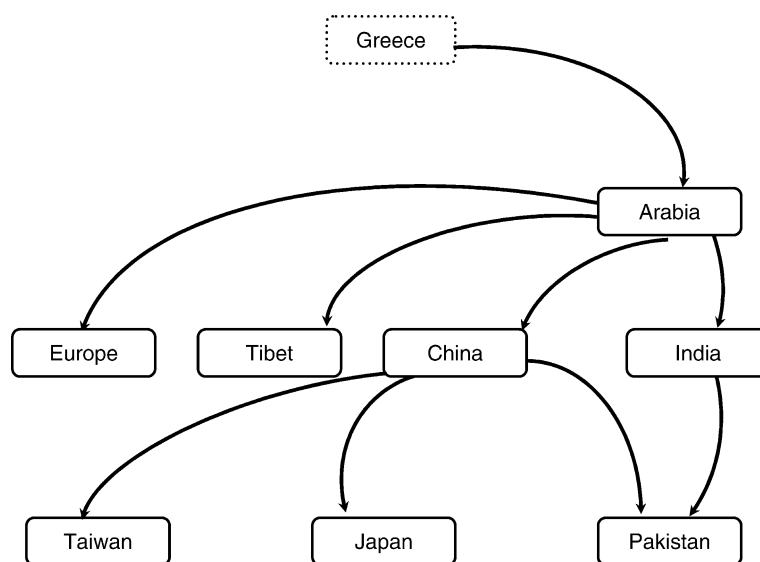 Greece
Arabia
Europe
Tibet
China
India
Taiwan
Japan
Pakistan